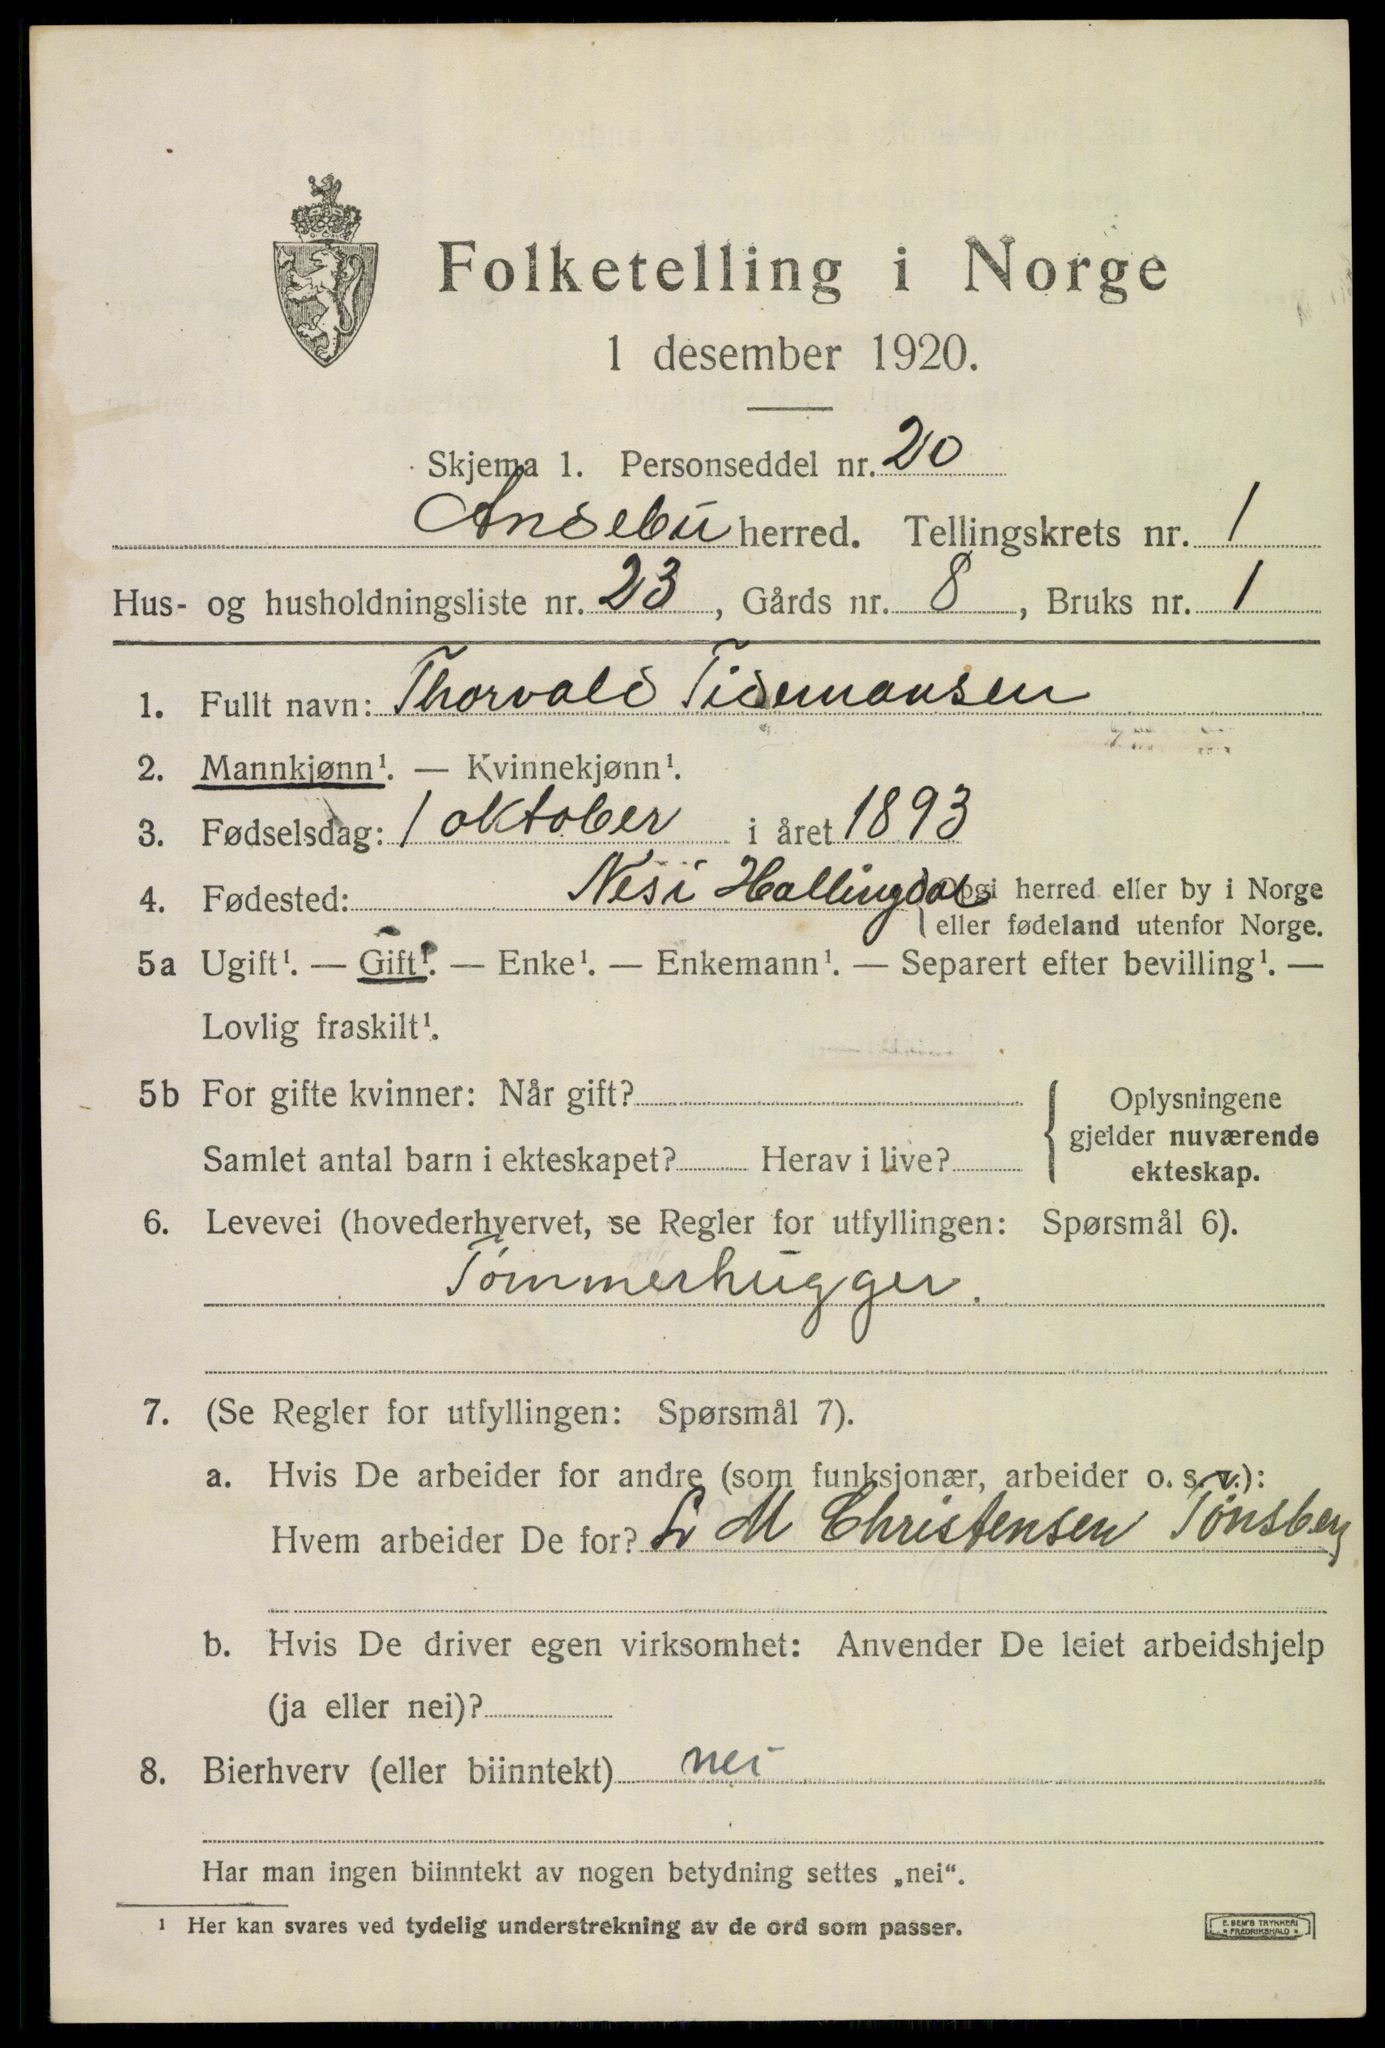 Folketelling i Norge
1 desember 1920.
Skjema 1. Personseddel nr. 20
Andebu herred. Tellingskrets nr. 1
Hus- og husholdningsliste nr. 23, Gårds nr. 8, Bruks nr. 1
1. Fullt navn: Thorvald Tidemansen
2. Mannkjønn¹. — Kvinnekjønn¹.
3. Fødselsdag: 1 oktober i året 1893
4. Fødested: Nes i Hallingdal { Opgi herred eller by i Norge
eller fødeland utenfor Norge.
5a Ugift¹. — Gift¹. — Enke¹. — Enkemann¹. — Separert efter bevilling¹. —
Lovlig fraskilt¹.
5b For gifte kvinner: Når gift?
Samlet antal barn i ekteskapet? Herav i live?
{ Oplysningene
gjelder nuværende
ekteskap.
6. Levevei (hovederhvervet, se Regler for utfyllingen: Spørsmål 6).
Tømmerhugger.
7. (Se Regler for utfyllingen: Spørsmål 7).
a. Hvis De arbeider for andre (som funksjonær, arbeider o. s. v.):
Hvem arbeider De for? M Christensen Tønsberg
b. Hvis De driver egen virksomhet: Anvender De leiet arbeidshjelp
(ja eller nei)?
8. Bierhverv (eller biinntekt) nei
Har man ingen biinntekt av nogen betydning settes „nei“.
¹ Her kan svares ved tydelig understrekning av de ord som passer.
E. SEM'S TRYKKERI
FREDRIKSHALD